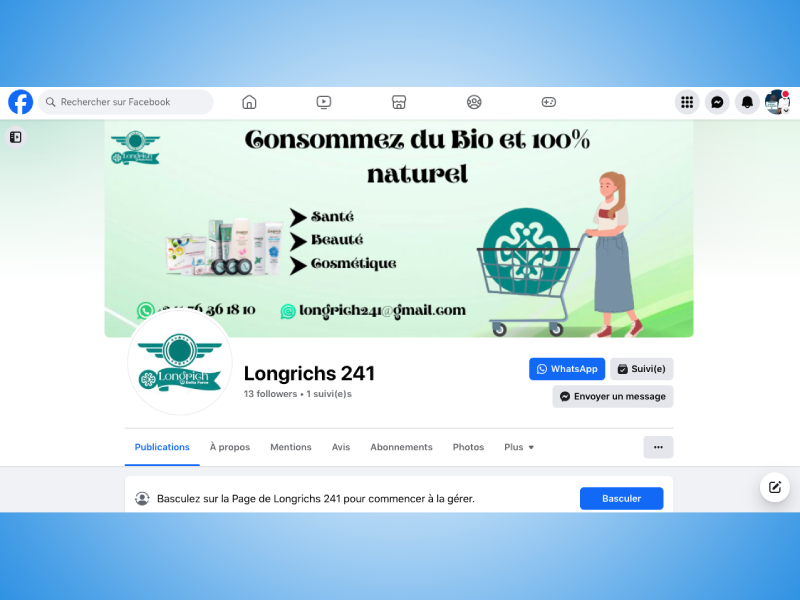 Rechercher sur Facebook
Longrich
Consommez du Bio et 100%
naturel
Santé
Beauté
Cosmétique
76 36 18 10
longrich241@gmail.com
Longrich
Longrichs 241
13 followers • 1 suivi(e)s
WhatsApp
Suivi(e)
Envoyer un message
Publications
À propos
Mentions
Avis
Abonnements
Photos
Plus
Basculez sur la Page de Longrichs 241 pour commencer à la gérer.
Basculer